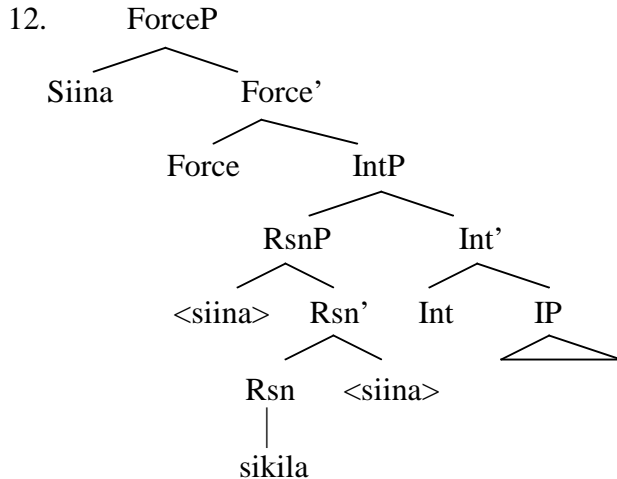 12. ForceP
Siina Force’
Force IntP
RsnP Int’
<siina> Rsn’ Int IP
Rsn <siina>
sikila